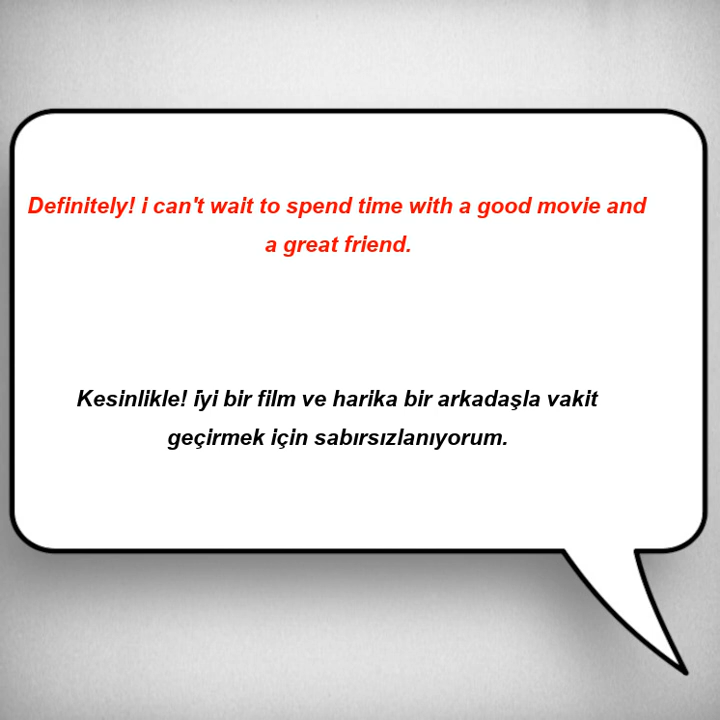 Definitely! i can't wait to spend time with a good movie and
a great friend.
Kesinlikle! i̇yi bir film ve harika bir arkadaşla vakit
geçirmek için sabırsızlanıyorum.